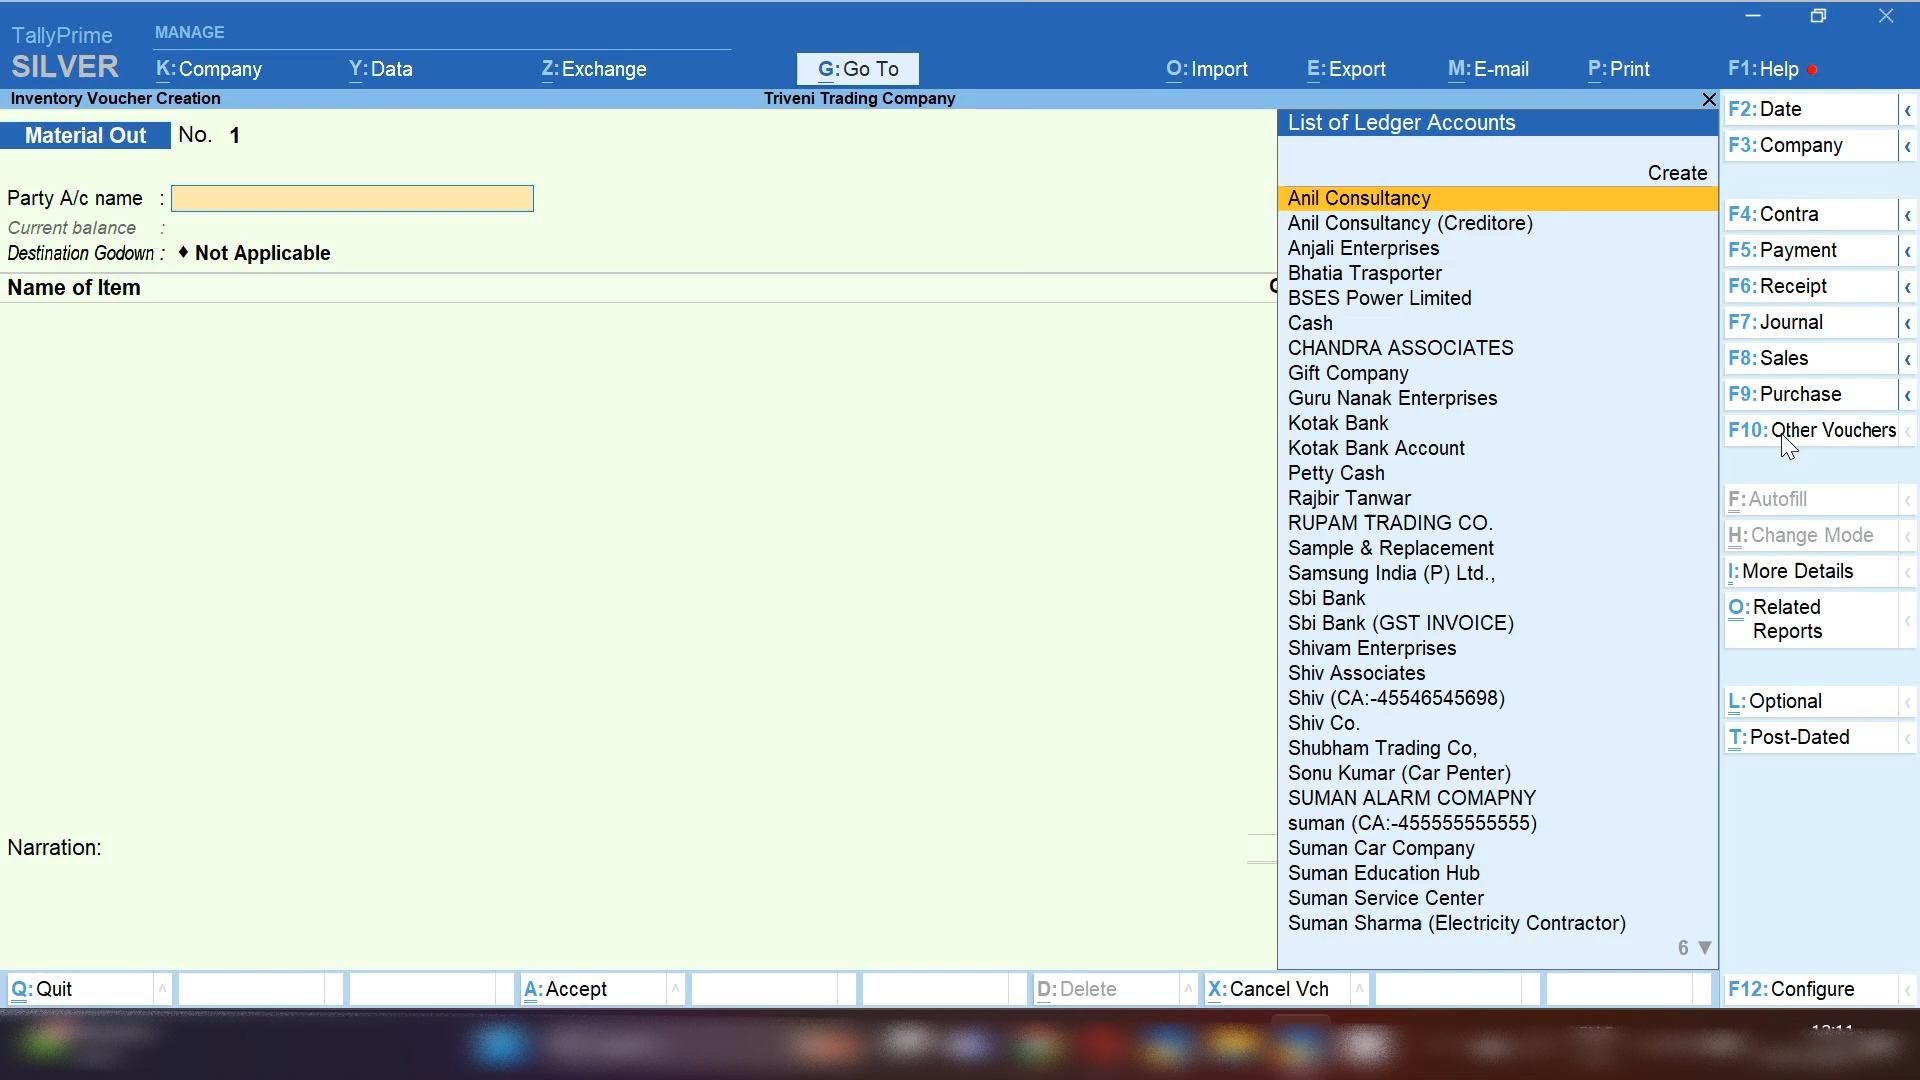 TallyPrime
SILVER
MANAGE
K:Company
Y:Data
Z:Exchange
G:Go To
O:Import
E:Export
M:E-mail
P:Print
F1:Help
Inventory Voucher Creation
Triveni Trading Company
Material Out No. 1
Party A/c name :
Current balance :
Destination Godown : ♦ Not Applicable
Name of Item
Narration:
List of Ledger Accounts
Create
Anil Consultancy
Anil Consultancy (Creditore)
Anjali Enterprises
Bhatia Trasporter
BSES Power Limited
Cash
CHANDRA ASSOCIATES
Gift Company
Guru Nanak Enterprises
Kotak Bank
Kotak Bank Account
Petty Cash
Rajbir Tanwar
RUPAM TRADING CO.
Sample & Replacement
Samsung India (P) Ltd.,
Sbi Bank
Sbi Bank (GST INVOICE)
Shivam Enterprises
Shiv Associates
Shiv (CA:-45546545698)
Shiv Co.
Shubham Trading Co,
Sonu Kumar (Car Penter)
SUMAN ALARM COMAPNY
suman (CA:-455555555555)
Suman Car Company
Suman Education Hub
Suman Service Center
Suman Sharma (Electricity Contractor)
6 ▼
F2:Date
F3:Company
F4:Contra
F5:Payment
F6:Receipt
F7:Journal
F8:Sales
F9:Purchase
F10:Other Vouchers
F:Autofill
H:Change Mode
I:More Details
O:Related
Reports
L:Optional
T:Post-Dated
F12:Configure
Q:Quit
A:Accept
D:Delete
X:Cancel Vch